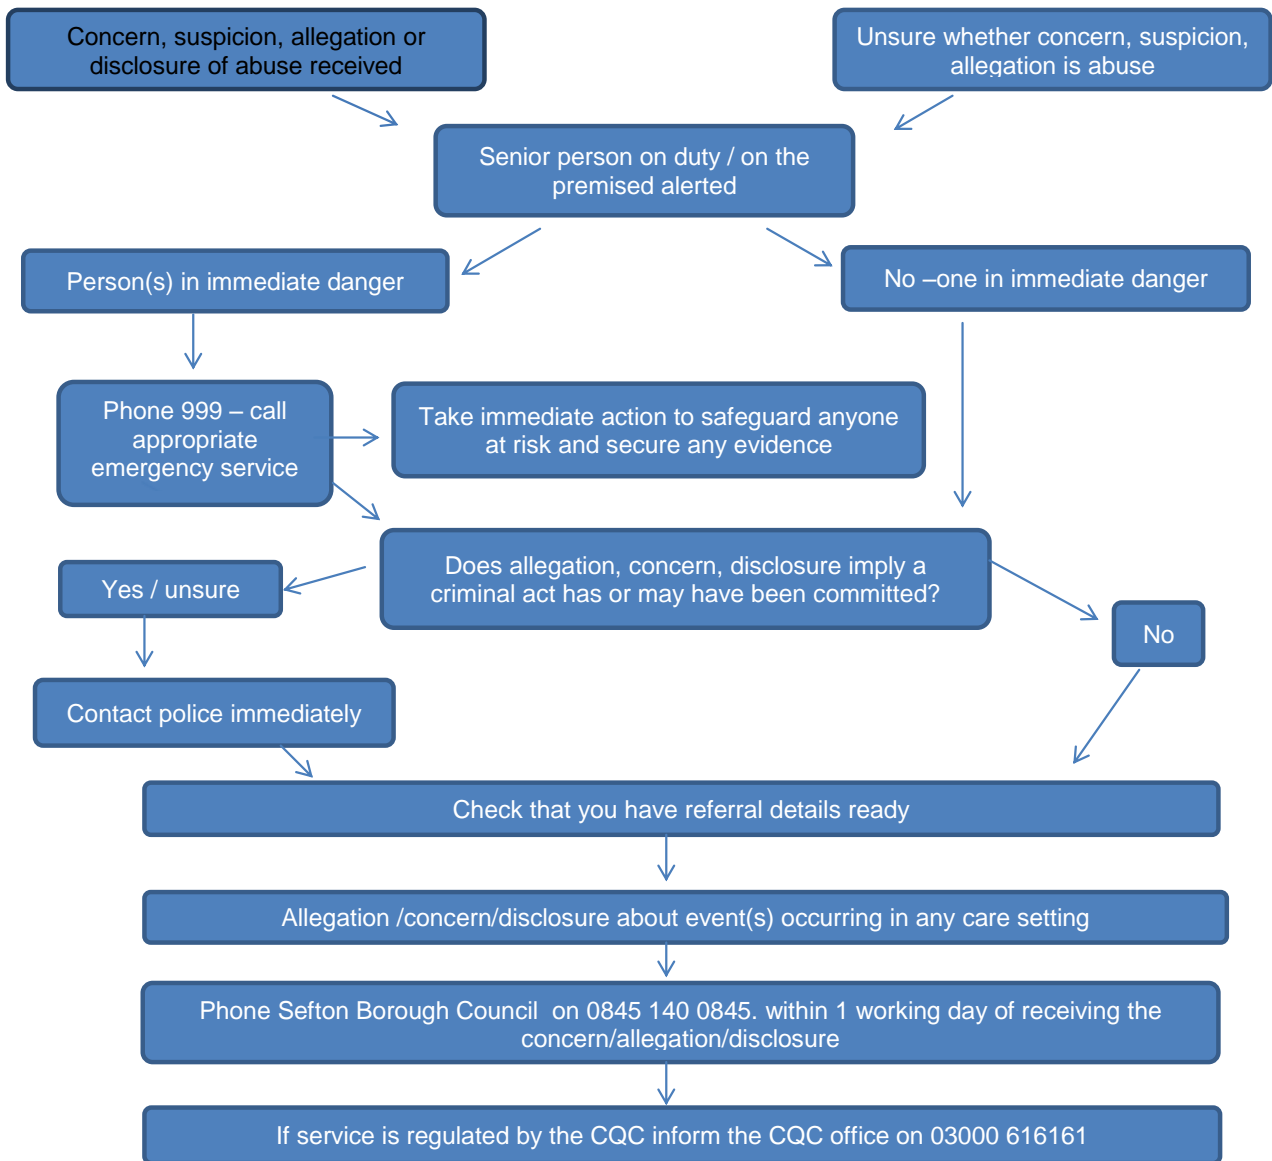 Concern, suspicion, allegation or
disclosure of abuse received
Unsure whether concern, suspicion,
allegation is abuse
Senior person on duty / on the
premised alerted
Person(s) in immediate danger
No –one in immediate danger
Phone 999 – call
appropriate
emergency service
Take immediate action to safeguard anyone
at risk and secure any evidence
Does allegation, concern, disclosure imply a
criminal act has or may have been committed?
Yes / unsure
No
Contact police immediately
Check that you have referral details ready
Allegation /concern/disclosure about event(s) occurring in any care setting
Phone Sefton Borough Council  on 0845 140 0845. within 1 working day of receiving the
concern/allegation/disclosure
If service is regulated by the CQC inform the CQC office on 03000 616161